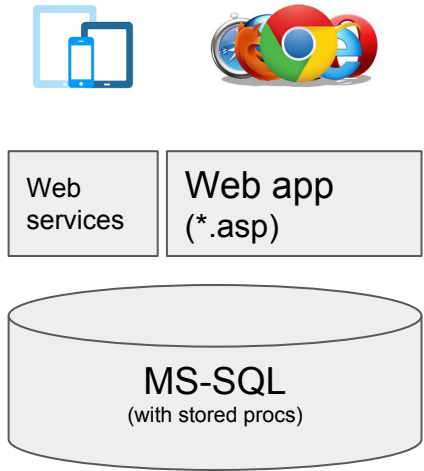 Web
services
Web app
(*.asp)
MS-SQL
(with stored procs)